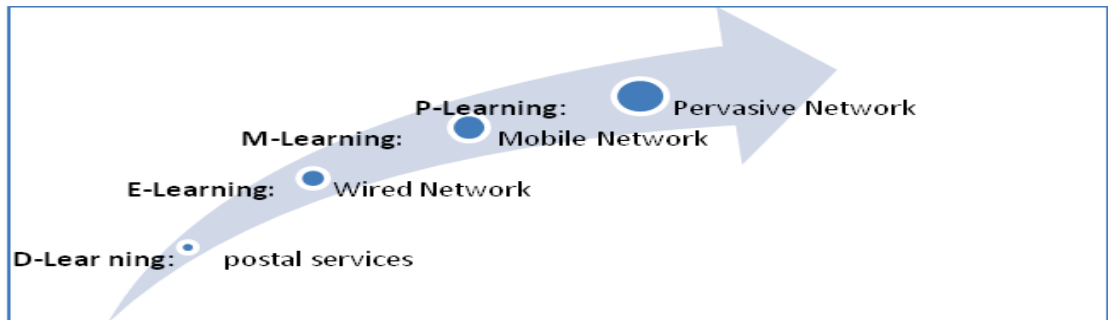 P-Learning: Pervasive Network
M-Learning: Mobile Network
E-Learning: Wired Network
D-Lear ning: postal services